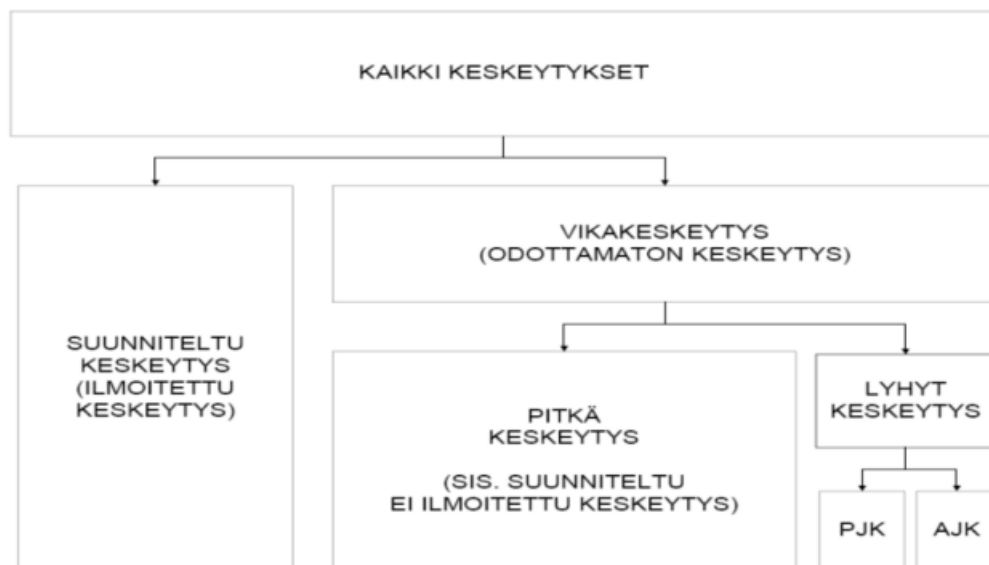 KAIKKI KESKEYTYKSET
VIKAKESKEYTYS
(ODOTTAMATON KESKEYTYS)
SUUNNITELTU
KESKEYTYS
(ILMOITETTU
KESKEYTYS)
PITKÄ
KESKEYTYS
(SIS. SUUNNITELTU
EI ILMOITETTU KESKEYTYS)
LYHYT
KESKEYTYS
PJK
AJK